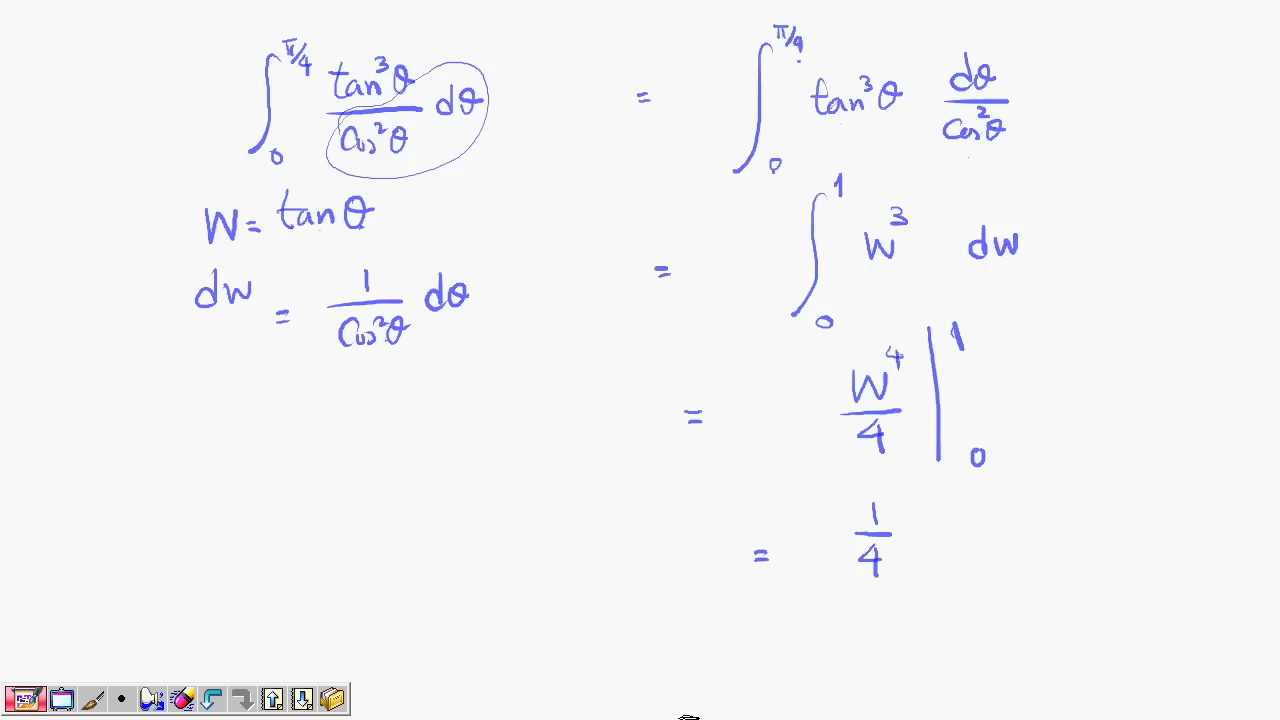 ∫₀^{π/4} tan³θ/cos²θ dθ = ∫₀^{π/4} tan³θ dθ/cos²θ
W = tanθ
dw = 1/cos²θ dθ
= ∫₀¹ w³ dw
= W⁴/4 |₀¹
= 1/4